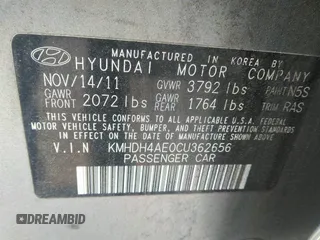 MANUFACTURED IN KOREA BY
HYUNDAI MOTOR COMPANY
NOV/14/11 GVWR 3792 lbs PAINT N5S
GAWR FRONT 2072 lbs GAWR REAR 1764 lbs TRIM RAS
THIS VEHICLE CONFORMS TO ALL APPLICABLE
U.S. FEDERAL MOTOR VEHICLE SAFETY, BUMPER,
AND THEFT PREVENTION STANDARDS IN EFFECT
ON THE DATE OF MANUFACTURE SHOWN ABOVE.
V.I.N KMHDH4AE0CU362656
PASSENGER CAR
DREAMBID